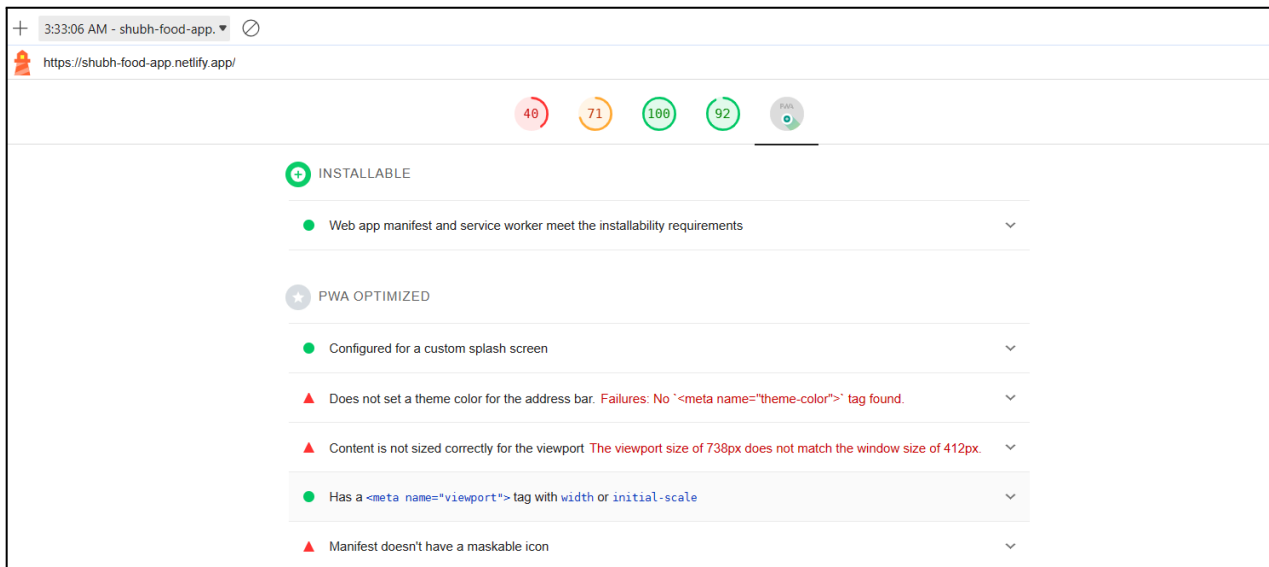 3:33:06 AM - shubh-food-app.
https://shubh-food-app.netlify.app/
40 71 100 92 PWA
INSTALLABLE
Web app manifest and service worker meet the installability requirements
PWA OPTIMIZED
Configured for a custom splash screen
Does not set a theme color for the address bar. Failures: No `<meta name="theme-color">` tag found.
Content is not sized correctly for the viewport The viewport size of 738px does not match the window size of 412px.
Has a <meta name="viewport"> tag with width or initial-scale
Manifest doesn't have a maskable icon